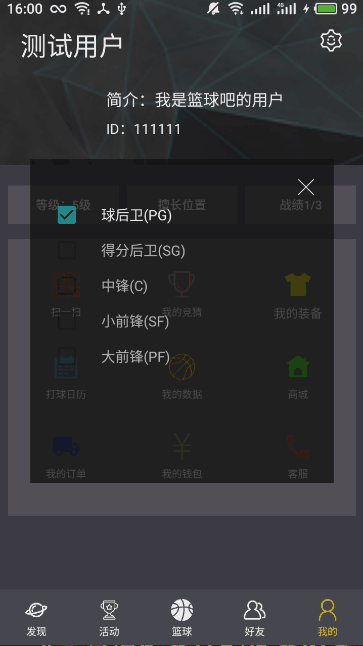 16:00 99
测试用户
简介：我是篮球吧的用户
ID：111111
等级：5级 擅长位置 战绩1/3
球后卫(PG)
得分后卫(SG)
中锋(C)
小前锋(SF)
大前锋(PF)
扫一扫 我的竞猜 我的装备
打球日历 我的数据 商城
我的订单 我的钱包 客服
发现 活动 篮球 好友 我的